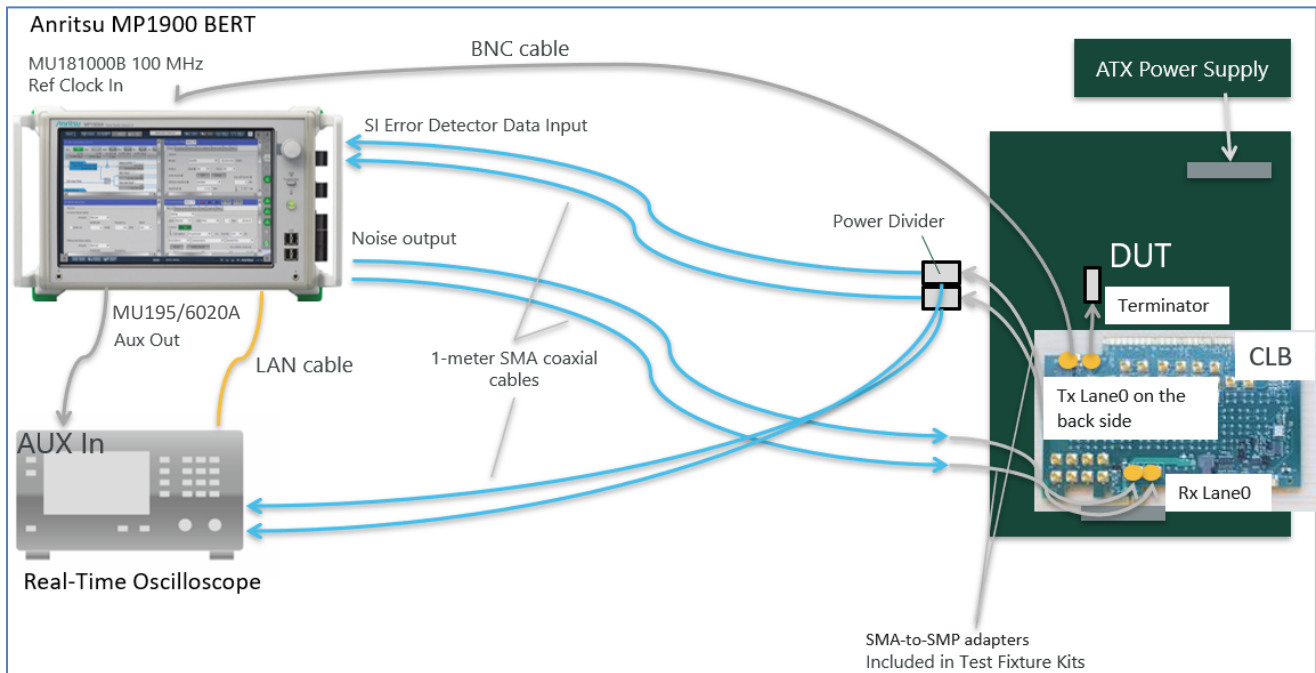 Anritsu MP1900 BERT
MU181000B 100 MHz
Ref Clock In
BNC cable
ATX Power Supply
SI Error Detector Data Input
Power Divider
Noise output
DUT
Terminator
MU195/6020A
Aux Out
LAN cable
1-meter SMA coaxial
cables
CLB
Tx Lane0 on the
back side
Rx Lane0
AUX In
Real-Time Oscilloscope
SMA-to-SMP adapters
Included in Test Fixture Kits